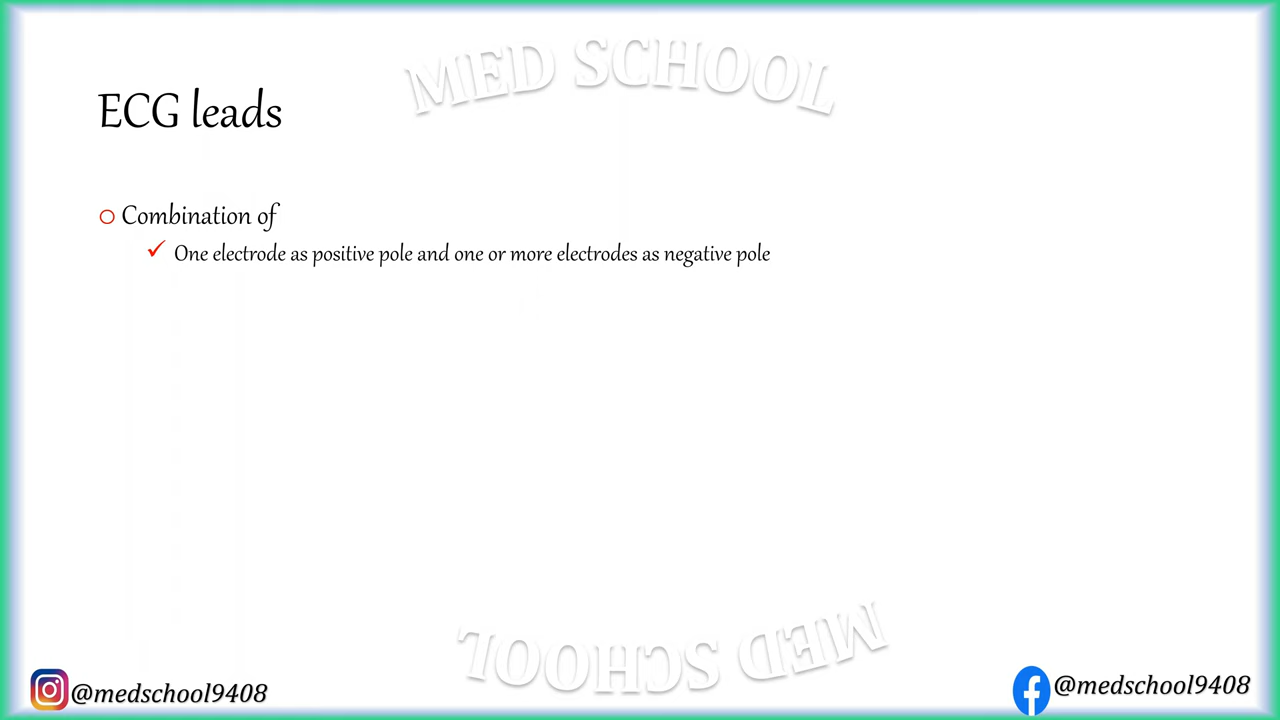 MED SCHOOL
ECG leads
Combination of
One electrode as positive pole and one or more electrodes as negative pole
MED SCHOOL
@medschool9408
@medschool9408